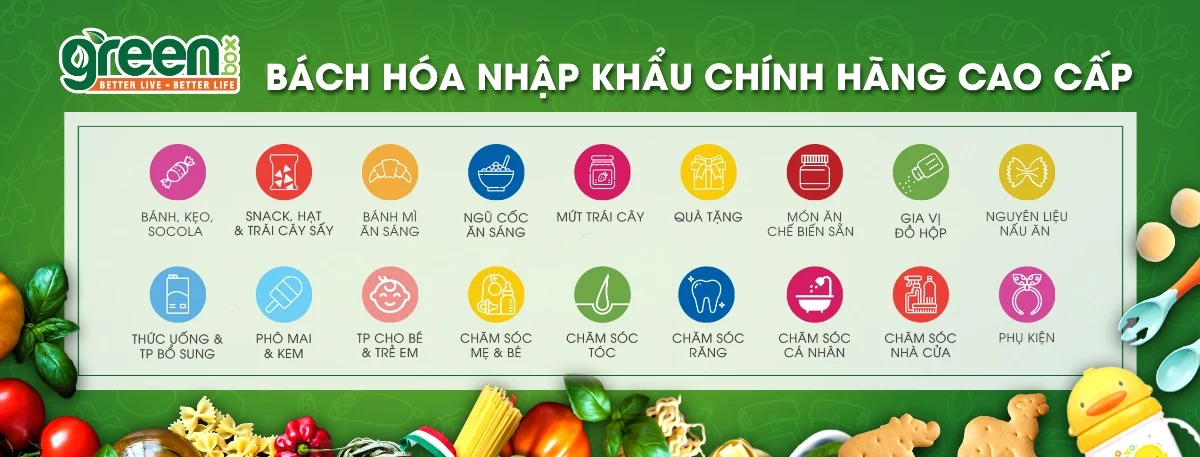 green box
BETTER LIVE - BETTER LIFE
BÁCH HÓA NHẬP KHẨU CHÍNH HÃNG CAO CẤP
BÁNH, KẸO,
SOCOLA
SNACK, HẠT
& TRÁI CÂY SẤY
BÁNH MÌ
ĂN SÁNG
NGŨ CỐC
ĂN SÁNG
MỨT TRÁI CÂY
QUÀ TẶNG
MÓN ĂN
CHẾ BIẾN SẴN
GIA VỊ
ĐỒ HỘP
NGUYÊN LIỆU
NẤU ĂN
THỨC UỐNG &
TP BỔ SUNG
PHÔ MAI
& KEM
TP CHO BÉ
& TRẺ EM
CHĂM SÓC
MẸ & BÉ
CHĂM SÓC
TÓC
CHĂM SÓC
RĂNG
CHĂM SÓC
CÁ NHÂN
CHĂM SÓC
NHÀ CỬA
PHỤ KIỆN